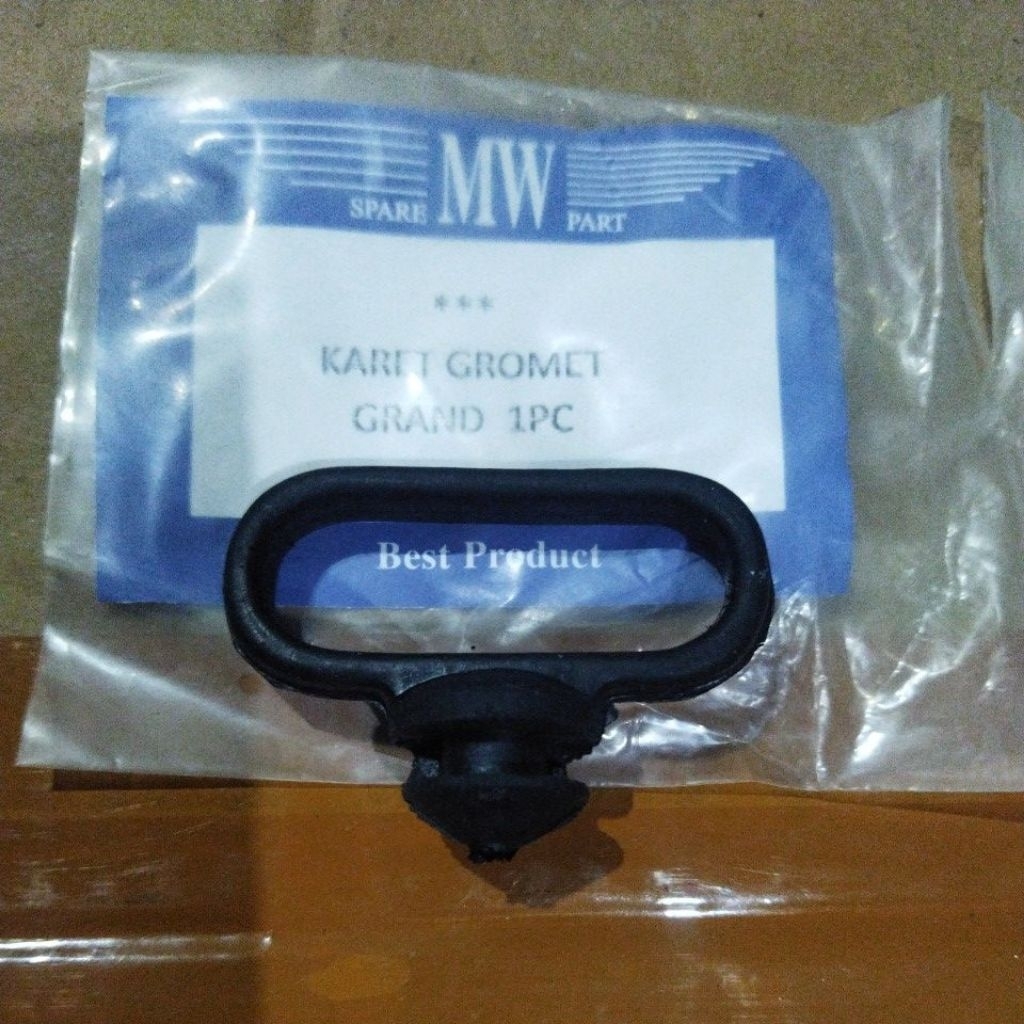 MW
SPARE PART
***
KARET GROMET
GRAND 1PC
Best Product